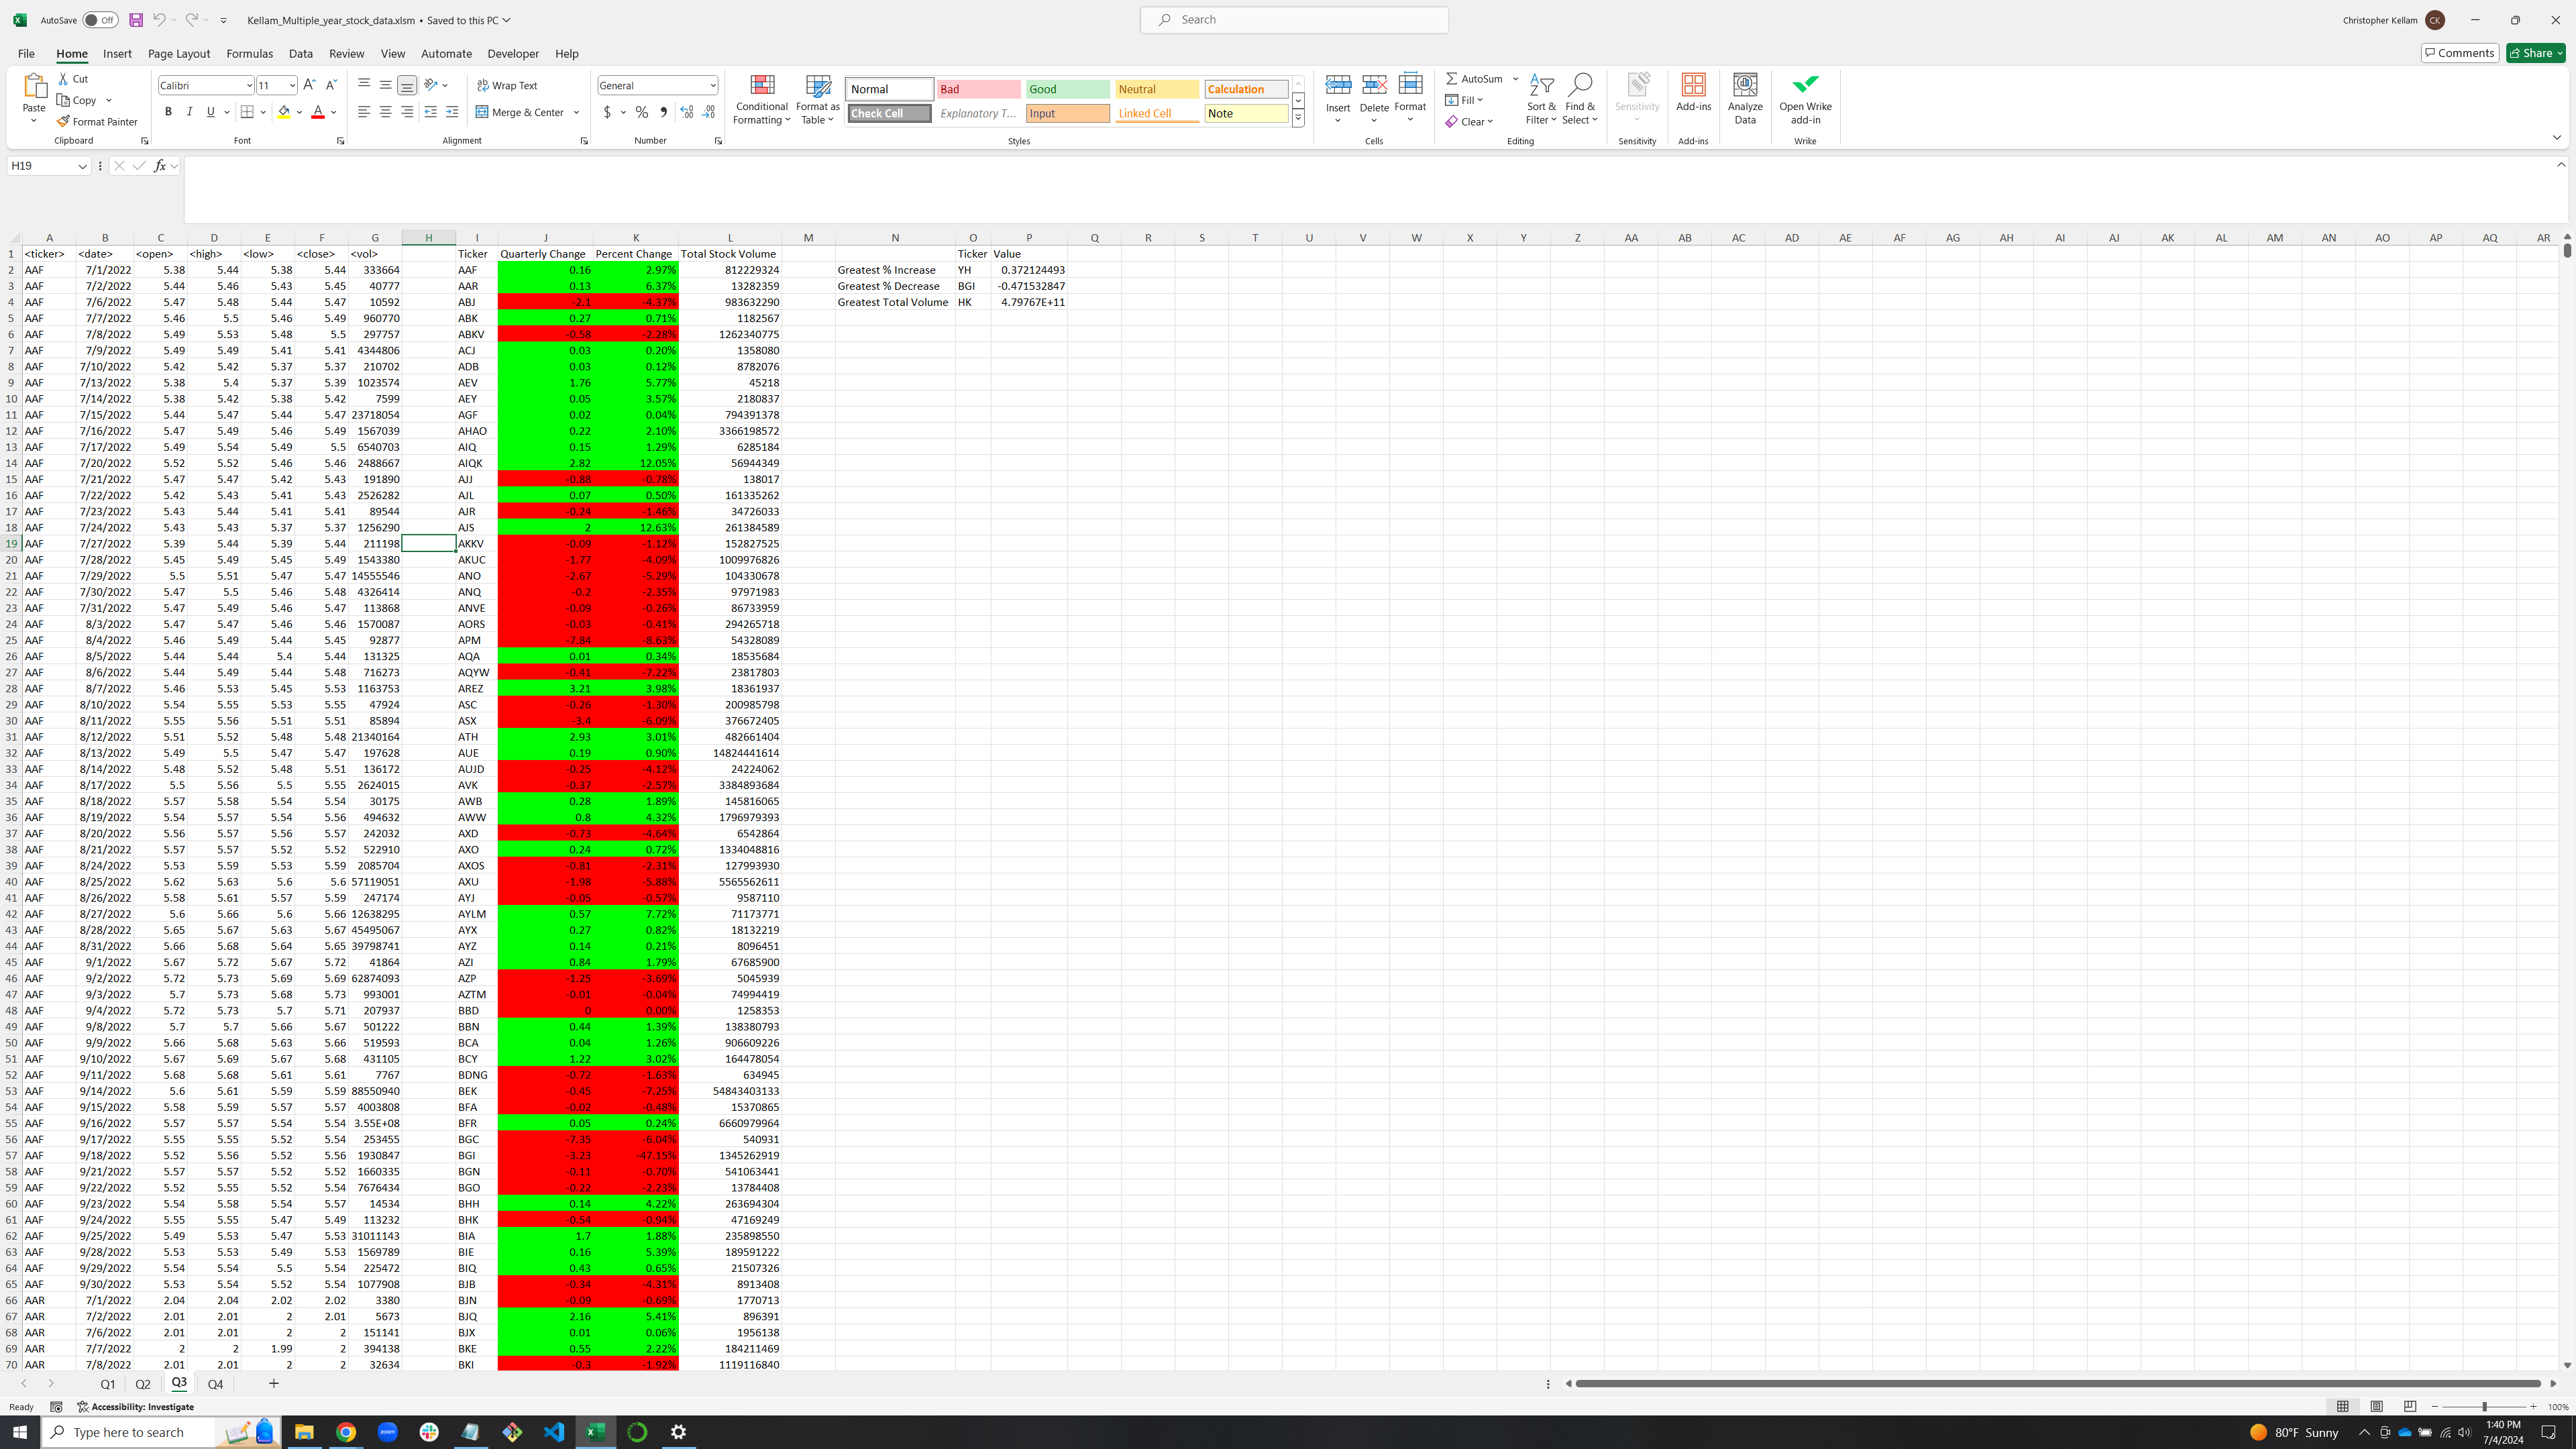 AutoSave Off Kellam_Multiple_year_stock_data.xlsm • Saved to this PC Search Christopher Kellam CK
File Home Insert Page Layout Formulas Data Review View Automate Developer Help Comments Share
Paste Cut Copy Format Painter Clipboard
Calibri 11 B I U Font
Wrap Text Merge & Center Alignment
General $ % Number
Conditional Formatting Format as Table
Normal Bad Good Neutral Calculation
Check Cell Explanatory T... Input Linked Cell Note
Styles
Insert Delete Format Cells
AutoSum Fill Clear Sort & Filter Find & Select Editing
Sensitivity Sensitivity Add-ins Add-ins Analyze Data Open Wrike add-in Wrike
H19 fx
A B C D E F G H I J K L M N O P Q R S T U V W X Y Z AA AB AC AD AE AF AG AH AI AJ AK AL AM AN AO AP AQ AR
1 <ticker> <date> <open> <high> <low> <close> <vol> Ticker Quarterly Change Percent Change Total Stock Volume Ticker Value
2 AAF 7/1/2022 5.38 5.44 5.38 5.44 333664 AAF 0.16 2.97% 812229324 Greatest % Increase YH 0.372124493
3 AAF 7/2/2022 5.44 5.46 5.43 5.45 40777 AAR 0.13 6.37% 13282359 Greatest % Decrease BGI -0.471532847
4 AAF 7/6/2022 5.47 5.48 5.44 5.47 10592 ABJ -2.1 -4.37% 983632290 Greatest Total Volume HK 4.79767E+11
5 AAF 7/7/2022 5.46 5.5 5.46 5.49 960770 ABK 0.27 0.71% 1182567
6 AAF 7/8/2022 5.49 5.53 5.48 5.5 297757 ABKV -0.58 -2.28% 1262340775
7 AAF 7/9/2022 5.49 5.49 5.41 5.41 4344806 ACJ 0.03 0.20% 1358080
8 AAF 7/10/2022 5.42 5.42 5.37 5.37 210702 ADB 0.03 0.12% 8782076
9 AAF 7/13/2022 5.38 5.4 5.37 5.39 1023574 AEV 1.76 5.77% 45218
10 AAF 7/14/2022 5.38 5.42 5.38 5.42 7599 AEY 0.05 3.57% 2180837
11 AAF 7/15/2022 5.44 5.47 5.44 5.47 23718054 AGF 0.02 0.04% 794391378
12 AAF 7/16/2022 5.47 5.49 5.46 5.49 1567039 AHAO 0.22 2.10% 3366198572
13 AAF 7/17/2022 5.49 5.54 5.49 5.5 6540703 AIQ 0.15 1.29% 6285184
14 AAF 7/20/2022 5.52 5.52 5.46 5.46 2488667 AIQK 2.82 12.05% 56944349
15 AAF 7/21/2022 5.47 5.47 5.42 5.43 191890 AJJ -0.88 -0.78% 138017
16 AAF 7/22/2022 5.42 5.43 5.41 5.43 2526282 AJL 0.07 0.50% 161335262
17 AAF 7/23/2022 5.43 5.44 5.41 5.41 89544 AJR -0.24 -1.46% 34726033
18 AAF 7/24/2022 5.43 5.43 5.37 5.37 1256290 AJS 2 12.63% 261384589
19 AAF 7/27/2022 5.39 5.44 5.39 5.44 211198 AKKV -0.09 -1.12% 152827525
20 AAF 7/28/2022 5.45 5.49 5.45 5.49 1543380 AKUC -1.77 -4.09% 1009976826
21 AAF 7/29/2022 5.5 5.51 5.47 5.47 14555546 ANO -2.67 -5.29% 104330678
22 AAF 7/30/2022 5.47 5.5 5.46 5.48 4326414 ANQ -0.2 -2.35% 97971983
23 AAF 7/31/2022 5.47 5.49 5.46 5.47 113868 ANVE -0.09 -0.26% 86733959
24 AAF 8/3/2022 5.47 5.47 5.46 5.46 1570087 AORS -0.03 -0.41% 294265718
25 AAF 8/4/2022 5.46 5.49 5.44 5.45 92877 APM -7.84 -8.63% 54328089
26 AAF 8/5/2022 5.44 5.44 5.4 5.44 131325 AQA 0.01 0.34% 18535684
27 AAF 8/6/2022 5.44 5.49 5.44 5.48 716273 AQYW -0.41 -7.22% 23817803
28 AAF 8/7/2022 5.46 5.53 5.45 5.53 1163753 AREZ 3.21 3.98% 18361937
29 AAF 8/10/2022 5.54 5.55 5.53 5.55 47924 ASC -0.26 -1.30% 200985798
30 AAF 8/11/2022 5.55 5.56 5.51 5.51 85894 ASX -3.4 -6.09% 376672405
31 AAF 8/12/2022 5.51 5.52 5.48 5.48 21340164 ATH 2.93 3.01% 482661404
32 AAF 8/13/2022 5.49 5.5 5.47 5.47 197628 AUE 0.19 0.90% 14824441614
33 AAF 8/14/2022 5.48 5.52 5.48 5.51 136172 AUJD -0.25 -4.12% 24224062
34 AAF 8/17/2022 5.5 5.56 5.5 5.55 2624015 AVK -0.37 -2.57% 3384893684
35 AAF 8/18/2022 5.57 5.58 5.54 5.54 30175 AWB 0.28 1.89% 145816065
36 AAF 8/19/2022 5.54 5.57 5.54 5.56 494632 AWW 0.8 4.32% 1796979393
37 AAF 8/20/2022 5.56 5.57 5.56 5.57 242032 AXD -0.73 -4.64% 6542864
38 AAF 8/21/2022 5.57 5.57 5.52 5.52 522910 AXO 0.24 0.72% 1334048816
39 AAF 8/24/2022 5.53 5.59 5.53 5.59 2085704 AXOS -0.81 -2.31% 127993930
40 AAF 8/25/2022 5.62 5.63 5.6 5.6 57119051 AXU -1.98 -5.88% 5565562611
41 AAF 8/26/2022 5.58 5.61 5.57 5.59 247174 AYJ -0.05 -0.57% 9587110
42 AAF 8/27/2022 5.6 5.66 5.6 5.66 12638295 AYLM 0.57 7.72% 71173771
43 AAF 8/28/2022 5.65 5.67 5.63 5.67 45495067 AYX 0.27 0.82% 18132219
44 AAF 8/31/2022 5.66 5.68 5.64 5.65 39798741 AYZ 0.14 0.21% 8096451
45 AAF 9/1/2022 5.67 5.72 5.67 5.72 41864 AZI 0.84 1.79% 67685900
46 AAF 9/2/2022 5.72 5.73 5.69 5.69 62874093 AZP -1.25 -3.69% 5045939
47 AAF 9/3/2022 5.7 5.73 5.68 5.73 993001 AZTM -0.01 -0.04% 74994419
48 AAF 9/4/2022 5.72 5.73 5.7 5.71 207937 BBD 0 0.00% 1258353
49 AAF 9/8/2022 5.7 5.7 5.66 5.67 501222 BBN 0.44 1.39% 138380793
50 AAF 9/9/2022 5.66 5.68 5.63 5.66 519593 BCA 0.04 1.26% 906609226
51 AAF 9/10/2022 5.67 5.69 5.67 5.68 431105 BCY 1.22 3.02% 164478054
52 AAF 9/11/2022 5.68 5.68 5.61 5.61 7767 BDNG -0.72 -1.63% 634945
53 AAF 9/14/2022 5.6 5.61 5.59 5.59 88550940 BEK -0.45 -7.25% 54843403133
54 AAF 9/15/2022 5.58 5.59 5.57 5.57 4003808 BFA -0.02 -0.48% 15370865
55 AAF 9/16/2022 5.57 5.57 5.54 5.54 3.55E+08 BFR 0.05 0.24% 6660979964
56 AAF 9/17/2022 5.55 5.55 5.52 5.54 253455 BGC -7.35 -6.04% 540931
57 AAF 9/18/2022 5.52 5.56 5.52 5.56 1930847 BGI -3.23 -47.15% 1345262919
58 AAF 9/21/2022 5.57 5.57 5.52 5.52 1660335 BGN -0.11 -0.70% 541063441
59 AAF 9/22/2022 5.52 5.55 5.52 5.54 7676434 BGO -0.22 -2.23% 13784408
60 AAF 9/23/2022 5.54 5.58 5.54 5.57 14534 BHH 0.14 4.22% 263694304
61 AAF 9/24/2022 5.55 5.55 5.47 5.49 113232 BHK -0.54 -0.94% 47169249
62 AAF 9/25/2022 5.49 5.53 5.47 5.53 31011143 BIA 1.7 1.88% 235898550
63 AAF 9/28/2022 5.53 5.53 5.49 5.53 1569789 BIE 0.16 5.39% 189591222
64 AAF 9/29/2022 5.54 5.54 5.5 5.54 225472 BIQ 0.43 0.65% 21507326
65 AAF 9/30/2022 5.53 5.54 5.52 5.54 1077908 BJB -0.34 -4.31% 8913408
66 AAR 7/1/2022 2.04 2.04 2.02 2.02 3380 BJN -0.09 -0.69% 1770713
67 AAR 7/2/2022 2.01 2.01 2 2.01 5673 BJQ 2.16 5.41% 896391
68 AAR 7/6/2022 2.01 2.01 2 2 151141 BJX 0.01 0.06% 1956138
69 AAR 7/7/2022 2 2 1.99 2 394138 BKE 0.55 2.22% 184211469
70 AAR 7/8/2022 2.01 2.01 2 2 32634 BKI -0.3 -1.92% 1119116840
Q1 Q2 Q3 Q4 +
Ready Accessibility: Investigate 100%
Type here to search zoom 80°F Sunny 1:40 PM
7/4/2024